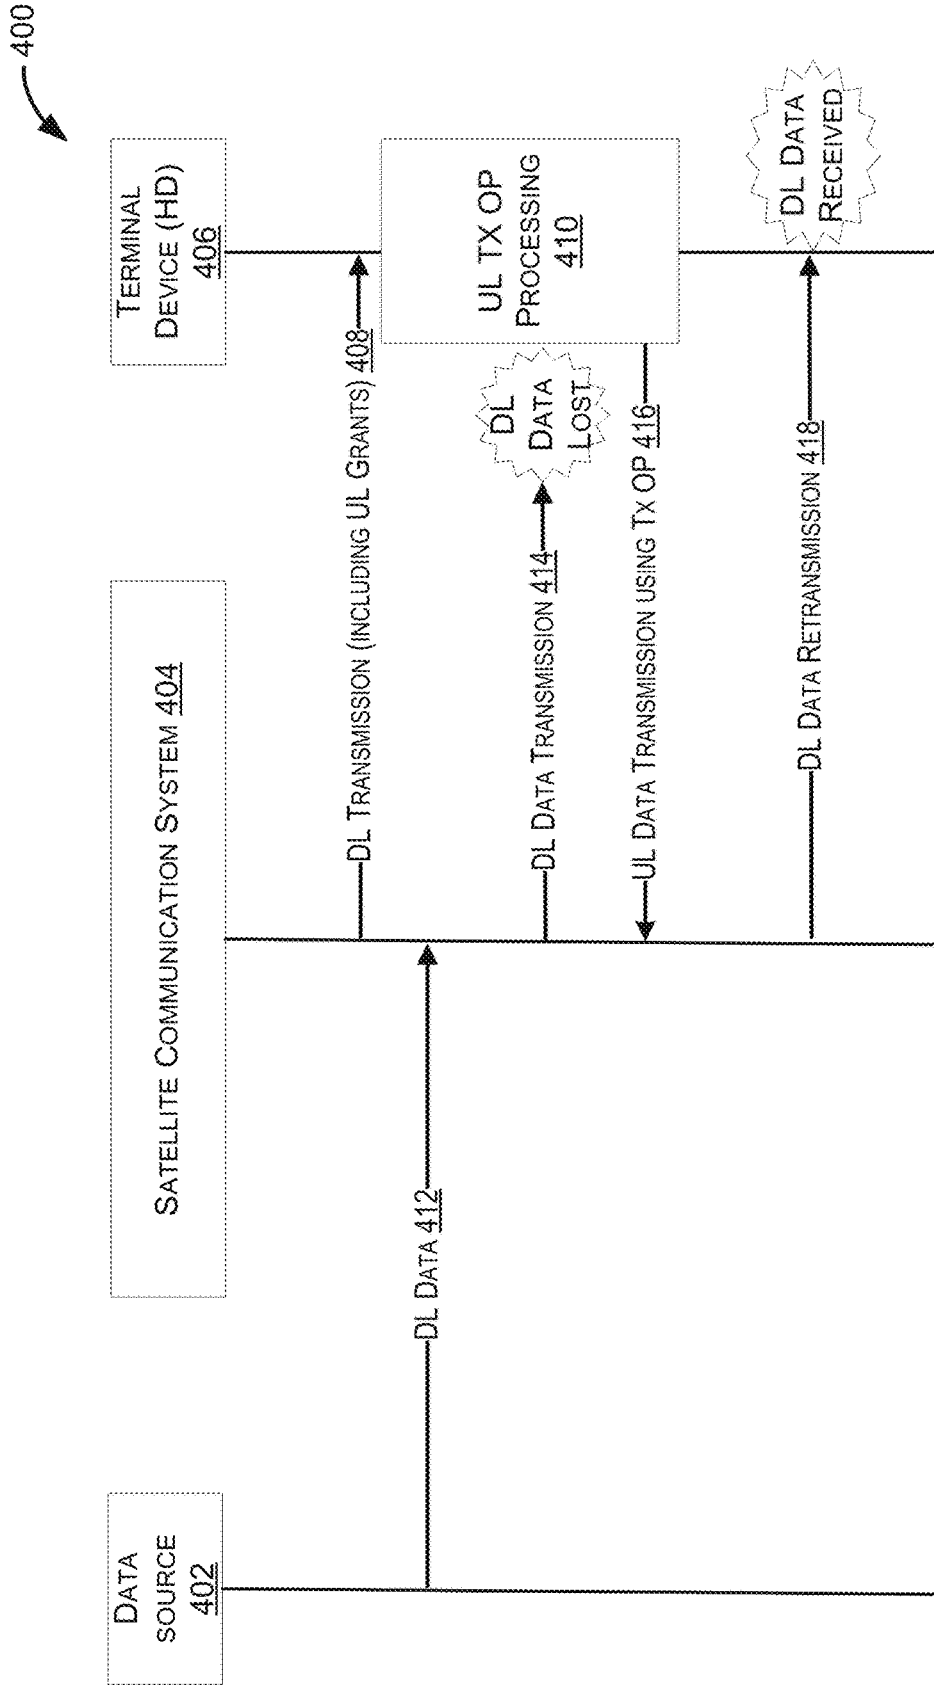 400
DATA
SOURCE
402
SATELLITE COMMUNICATION SYSTEM 404
TERMINAL
DEVICE (HD)
406
DL TRANSMISSION (INCLUDING UL GRANTS) 408
UL TX OP
PROCESSING
410
DL DATA 412
DL DATA TRANSMISSION 414
DL
DATA
LOST
UL DATA TRANSMISSION USING TX OP 416
DL DATA RETRANSMISSION 418
DL DATA
RECEIVED